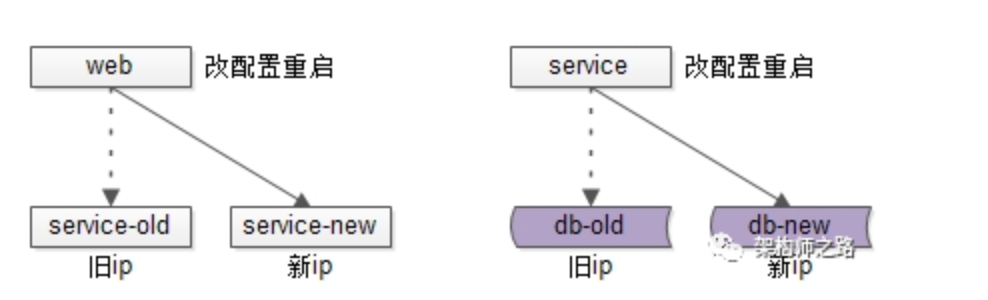 web
改配置重启
service
改配置重启
service-old
service-new
db-old
db-new
架构师之路
旧ip
新ip
旧ip
新ip